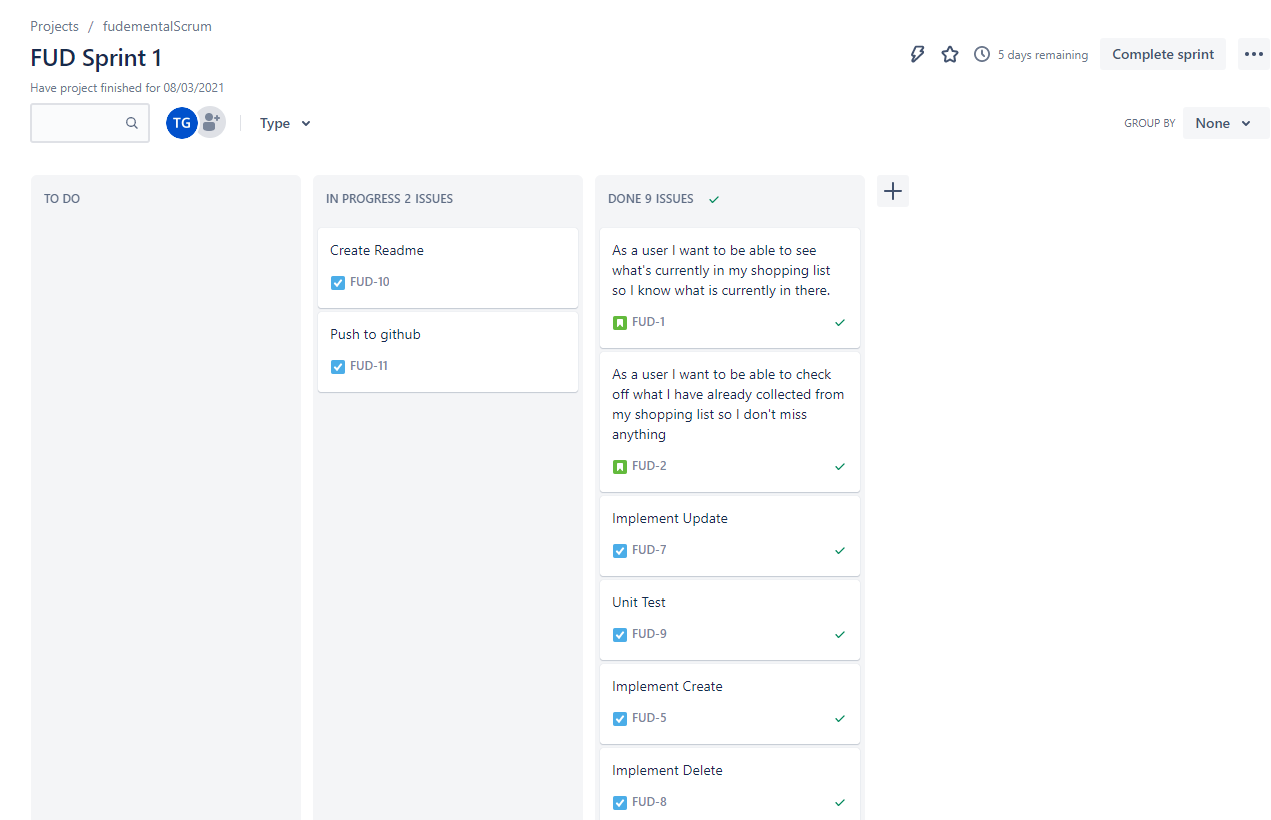 Projects / fudementalScrum
FUD Sprint 1
5 days remaining
Complete sprint
Have project finished for 08/03/2021
TG
Type
GROUP BY
None
TO DO
IN PROGRESS 2 ISSUES
Create Readme
FUD-10
Push to github
FUD-11
DONE 9 ISSUES
As a user I want to be able to see
what's currently in my shopping list
so I know what is currently in there.
FUD-1
As a user I want to be able to check
off what I have already collected from
my shopping list so I don't miss
anything
FUD-2
Implement Update
FUD-7
Unit Test
FUD-9
Implement Create
FUD-5
Implement Delete
FUD-8